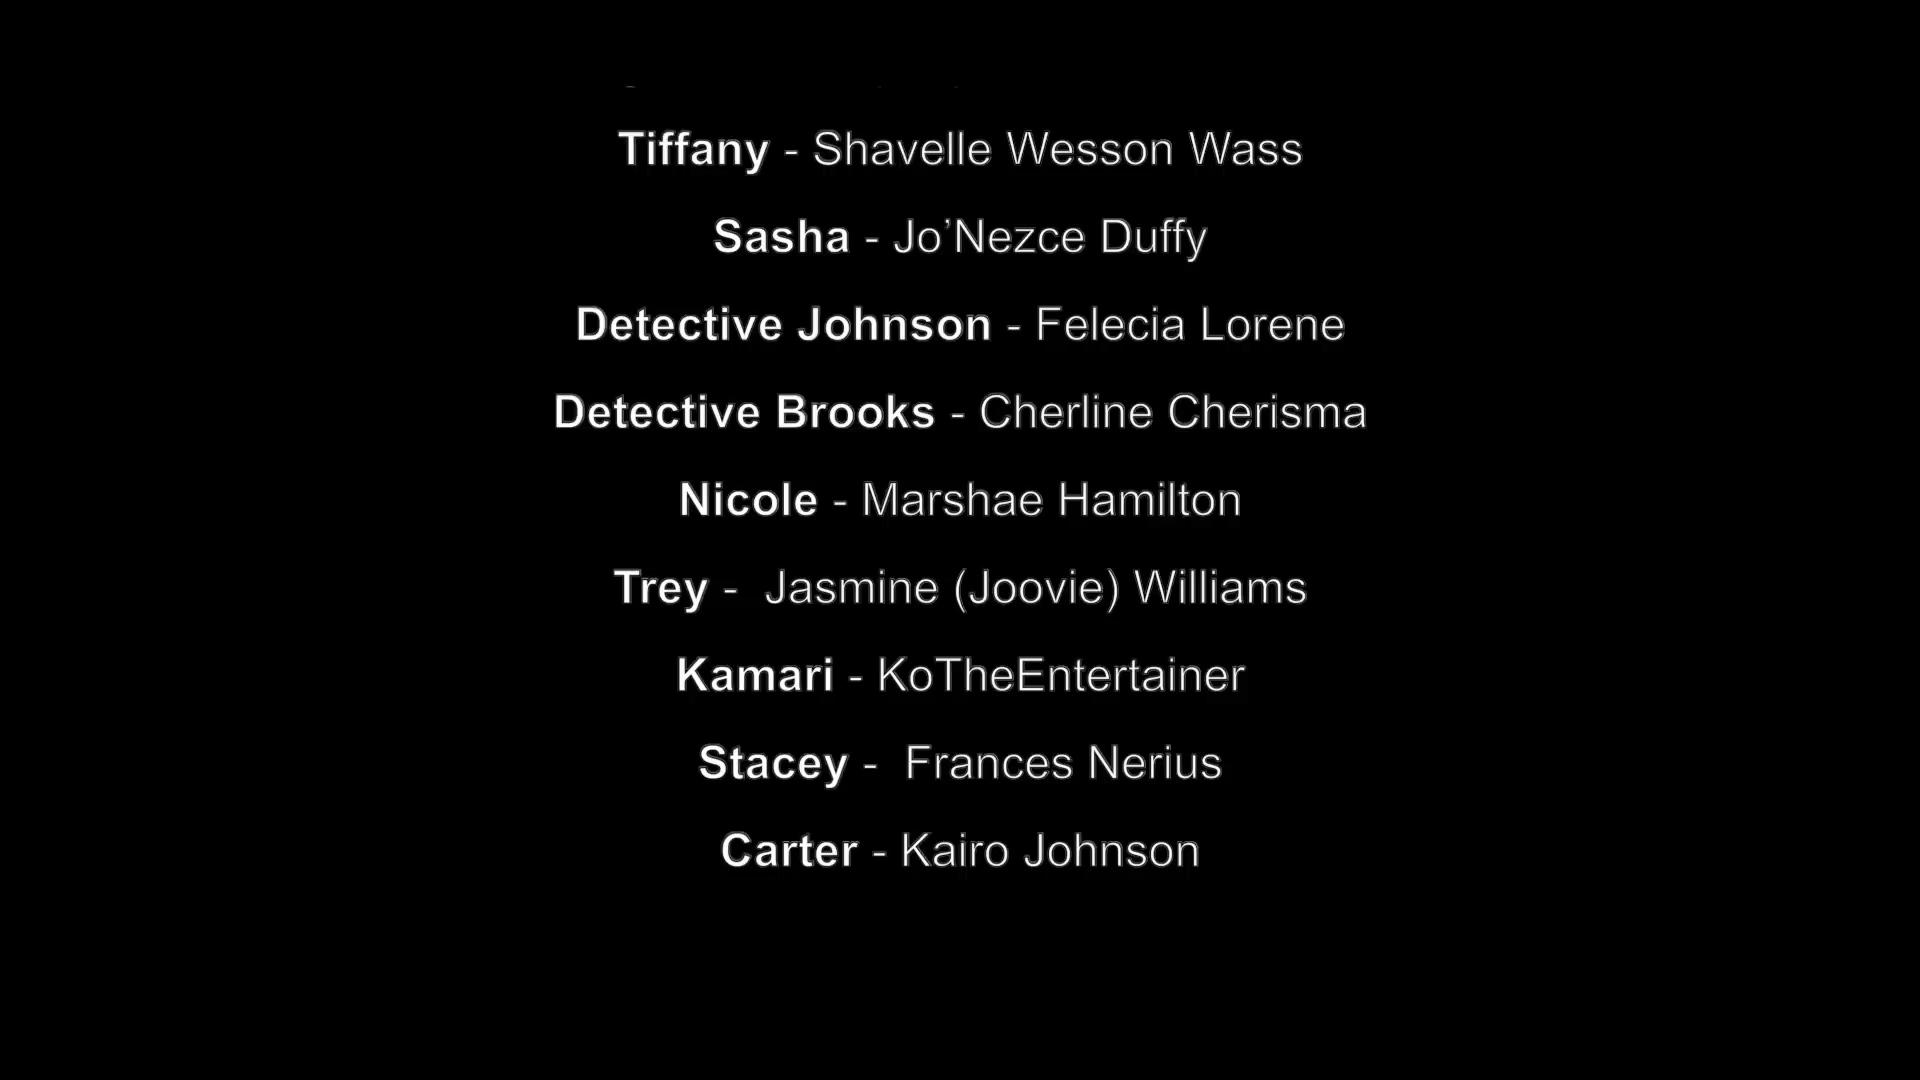 Tiffany - Shavelle Wesson Wass
Sasha - Jo’Nezce Duffy
Detective Johnson - Felecia Lorene
Detective Brooks - Cherline Cherisma
Nicole - Marshae Hamilton
Trey -  Jasmine (Joovie) Williams
Kamari - KoTheEntertainer
Stacey -  Frances Nerius
Carter - Kairo Johnson